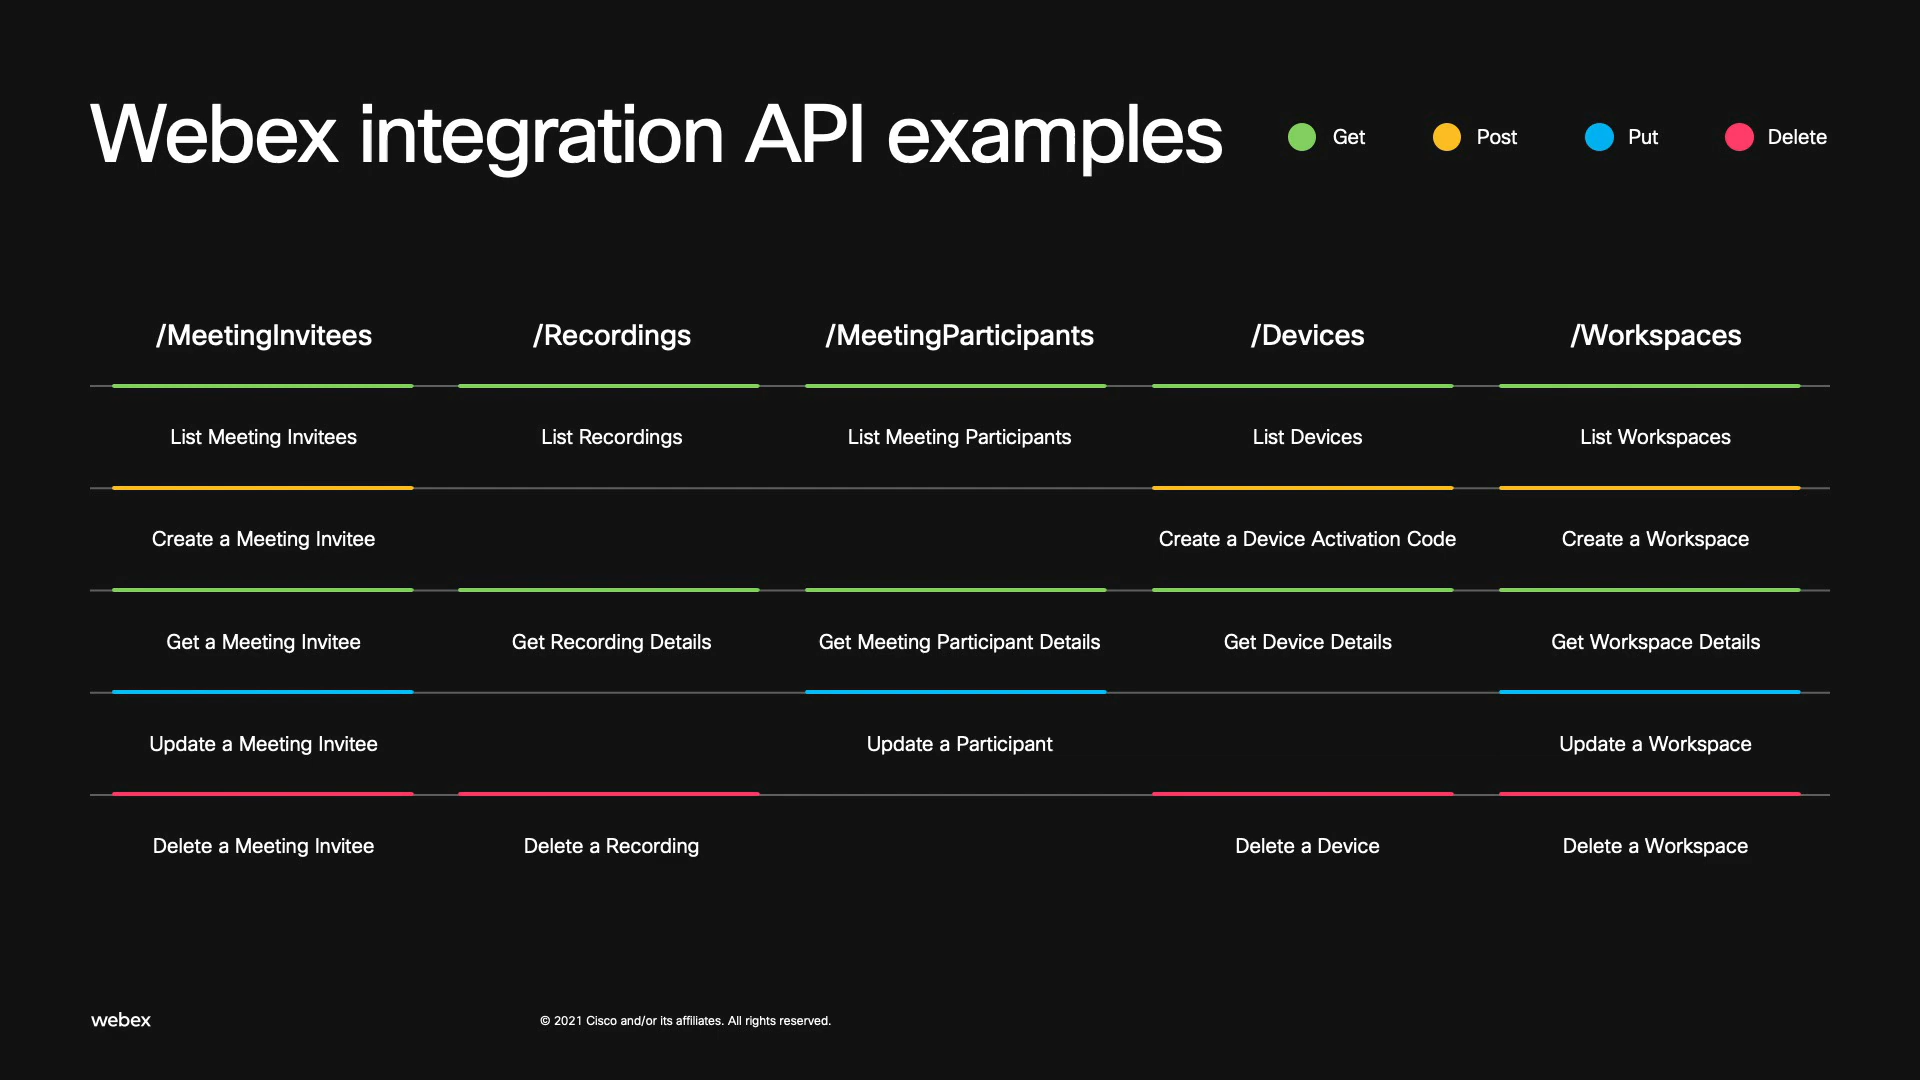 Webex integration API examples
Get
Post
Put
Delete
/MeetingInvitees
/Recordings
/MeetingParticipants
/Devices
/Workspaces
List Meeting Invitees
List Recordings
List Meeting Participants
List Devices
List Workspaces
Create a Meeting Invitee
Create a Device Activation Code
Create a Workspace
Get a Meeting Invitee
Get Recording Details
Get Meeting Participant Details
Get Device Details
Get Workspace Details
Update a Meeting Invitee
Update a Participant
Update a Workspace
Delete a Meeting Invitee
Delete a Recording
Delete a Device
Delete a Workspace
webex
© 2021 Cisco and/or its affiliates. All rights reserved.